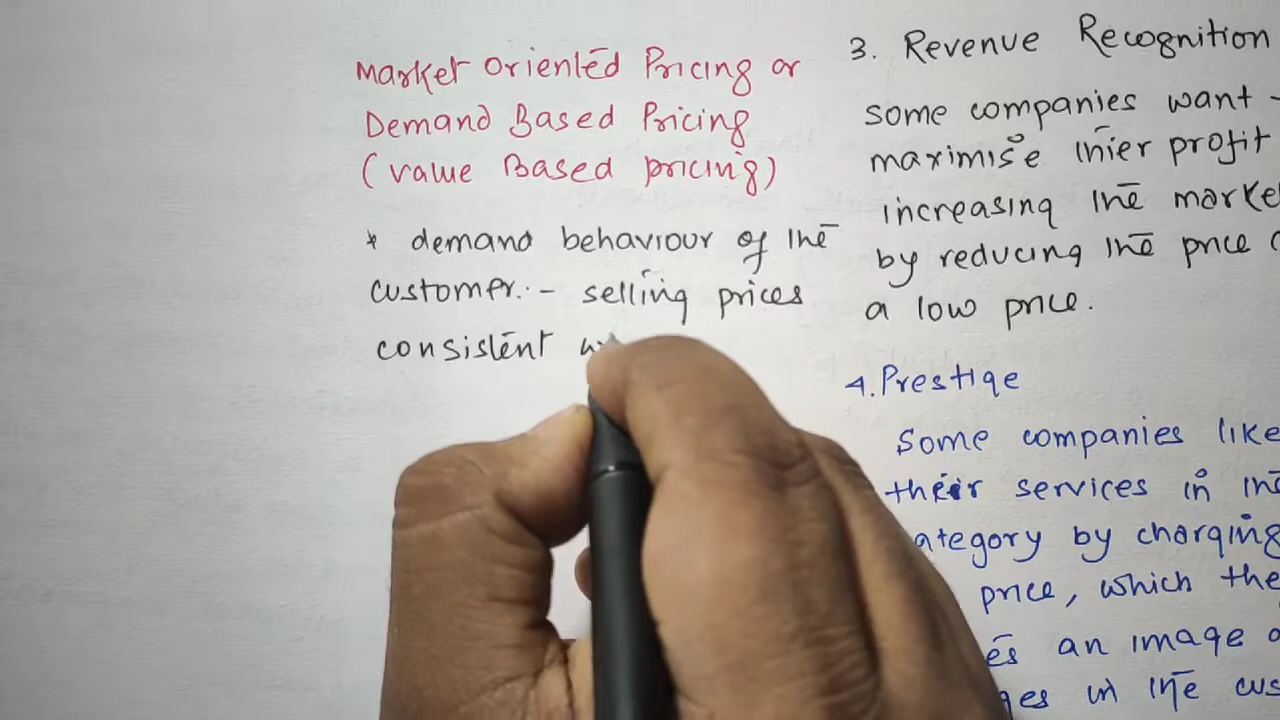 Market Oriented Pricing or
Demand Based Pricing
(Value Based pricing)
* demand behaviour of the
customer. - selling prices
consistent
3. Revenue Recognition
Some companies want -
maximise thier profit
increasing the marke
by reducing the price
a low price.
4. Prestige
Some companies like
their services in
ategory by charging
price, which the
an image
in the cus